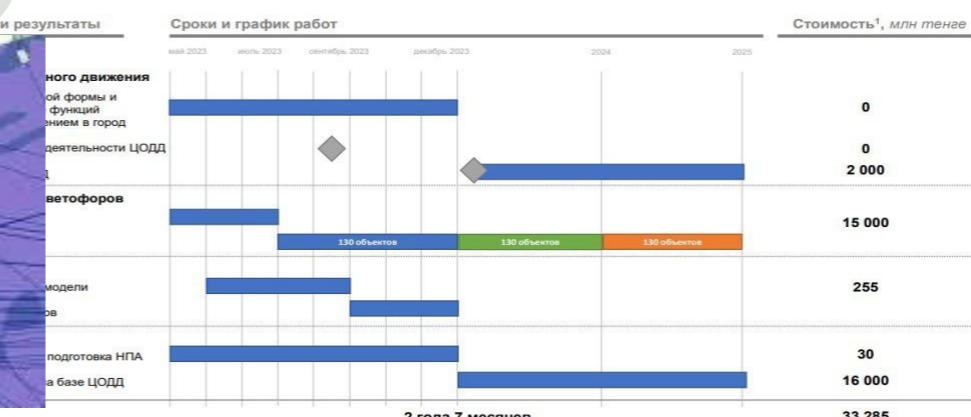 и результаты
Сроки и график работ
Стоимость¹, млн тенге
май 2023 июль 2023 сентябрь 2023 декабрь 2023 2024 2025
ного движения
ой формы и
функций
ением в город
0
деятельности ЦОДД
0
2 000
ветофоров
15 000
130 объектов 130 объектов 130 объектов
модели
255
ов
подготовка НПА
30
а базе ЦОДД
16 000
2 года 7 месяцев
33 285